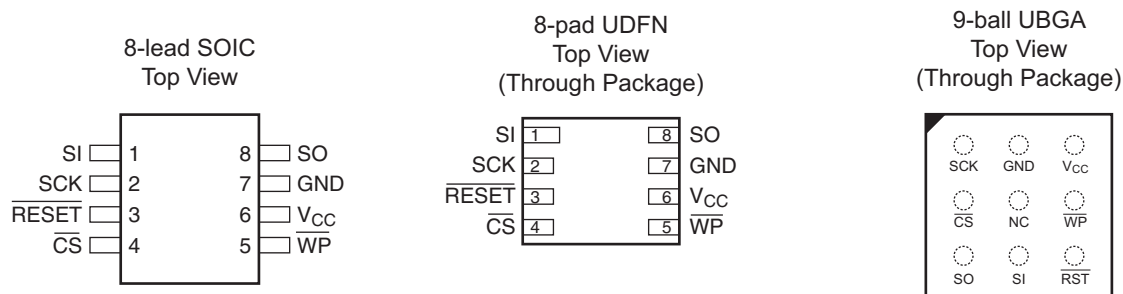 8-lead SOIC
Top View
SI 1 8 SO
SCK 2 7 GND
RESET 3 6 VCC
CS 4 5 WP
8-pad UDFN
Top View
(Through Package)
SI 1 8 SO
SCK 2 7 GND
RESET 3 6 VCC
CS 4 5 WP
9-ball UBGA
Top View
(Through Package)
SCK GND VCC
CS NC WP
SO SI RST